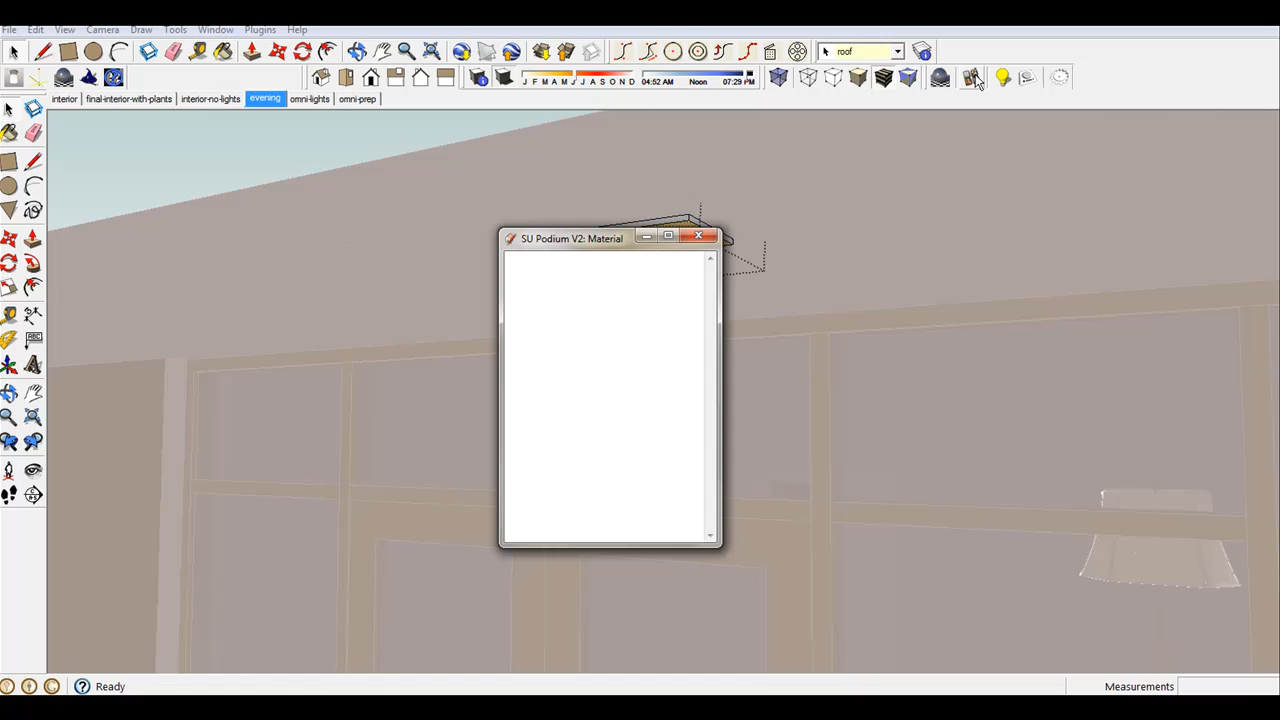 File Edit View Camera Draw Tools Window Plugins Help
roof
J F M A M J J A S O N D 04:52 AM Noon 07:29 PM
interior final-interior-with-plants interior-no-lights evening omni-lights omni-prep
SU Podium V2: Material
ABC
Ready
Measurements